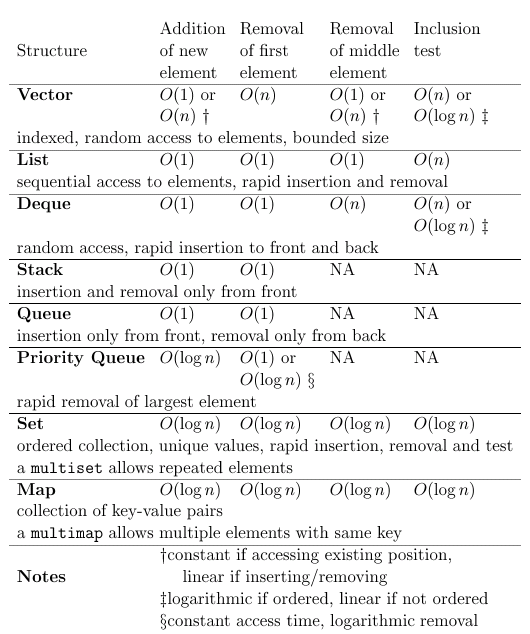 Addition Removal Removal Inclusion
Structure of new of first of middle test
element element element
Vector O(1) or O(n) O(1) or O(n) or
O(n) † O(n) † O(log n) ‡
indexed, random access to elements, bounded size
List O(1) O(1) O(1) O(n)
sequential access to elements, rapid insertion and removal
Deque O(1) O(1) O(n) O(n) or
O(log n) ‡
random access, rapid insertion to front and back
Stack O(1) O(1) NA NA
insertion and removal only from front
Queue O(1) O(1) NA NA
insertion only from front, removal only from back
Priority Queue O(log n) O(1) or NA NA
O(log n) §
rapid removal of largest element
Set O(log n) O(log n) O(log n) O(log n)
ordered collection, unique values, rapid insertion, removal and test
a multiset allows repeated elements
Map O(log n) O(log n) O(log n) O(log n)
collection of key-value pairs
a multimap allows multiple elements with same key
†constant if accessing existing position,
Notes linear if inserting/removing
‡logarithmic if ordered, linear if not ordered
§constant access time, logarithmic removal